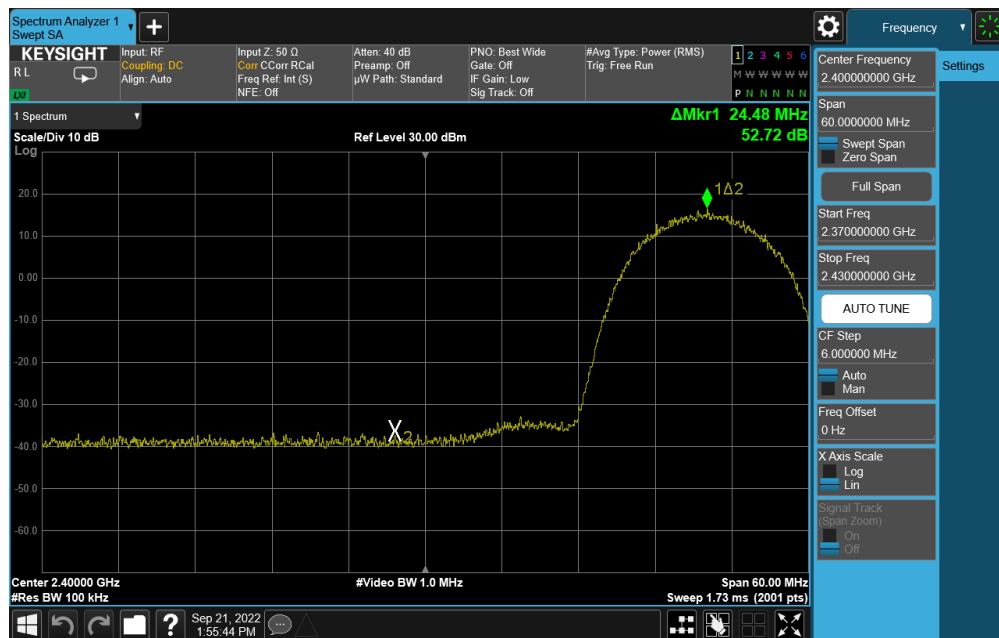 Spectrum Analyzer 1
Swept SA
Frequency
KEYSIGHT
R L
LXI
Input: RF
Coupling: DC
Align: Auto
Input Z: 50 Ω
Corr CCorr RCal
Freq Ref: Int (S)
NFE: Off
Atten: 40 dB
Preamp: Off
µW Path: Standard
PNO: Best Wide
Gate: Off
IF Gain: Low
Sig Track: Off
#Avg Type: Power (RMS)
Trig: Free Run
1 2 3 4 5 6
M W W W W W
P N N N N N
1 Spectrum
Scale/Div 10 dB
Log
Ref Level 30.00 dBm
ΔMkr1 24.48 MHz
52.72 dB
1Δ2
20.0
10.0
0.00
-10.0
-20.0
-30.0
-40.0
-50.0
-60.0
X2
Center 2.40000 GHz
#Res BW 100 kHz
#Video BW 1.0 MHz
Span 60.00 MHz
Sweep 1.73 ms (2001 pts)
Center Frequency
2.400000000 GHz
Span
60.0000000 MHz
Swept Span
Zero Span
Full Span
Start Freq
2.370000000 GHz
Stop Freq
2.430000000 GHz
AUTO TUNE
CF Step
6.000000 MHz
Auto
Man
Freq Offset
0 Hz
X Axis Scale
Log
Lin
Signal Track
(Span Zoom)
On
Off
Settings
?
Sep 21, 2022
1:55:44 PM